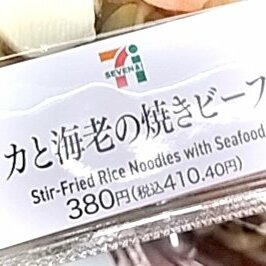 SEVEN & i
カと海老の焼きビーフ
Stir-Fried Rice Noodles with Seafood
380円(税込410.40円)